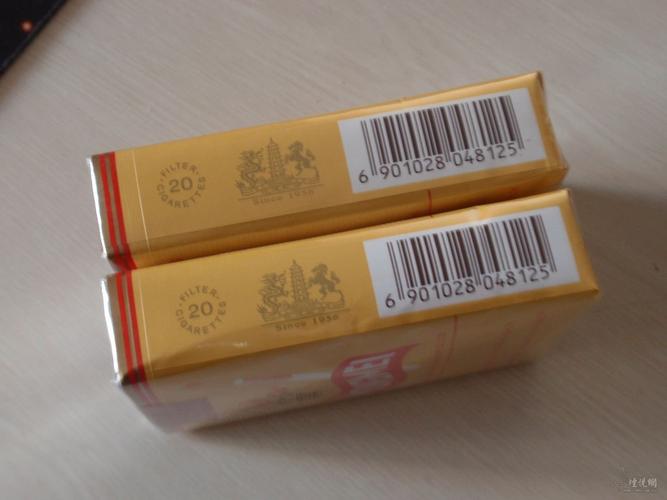 FILTER
20
CIGARETTES
Since 1956
6 901028 048125
FILTER
20
CIGARETTES
Since 1956
6 901028 048125